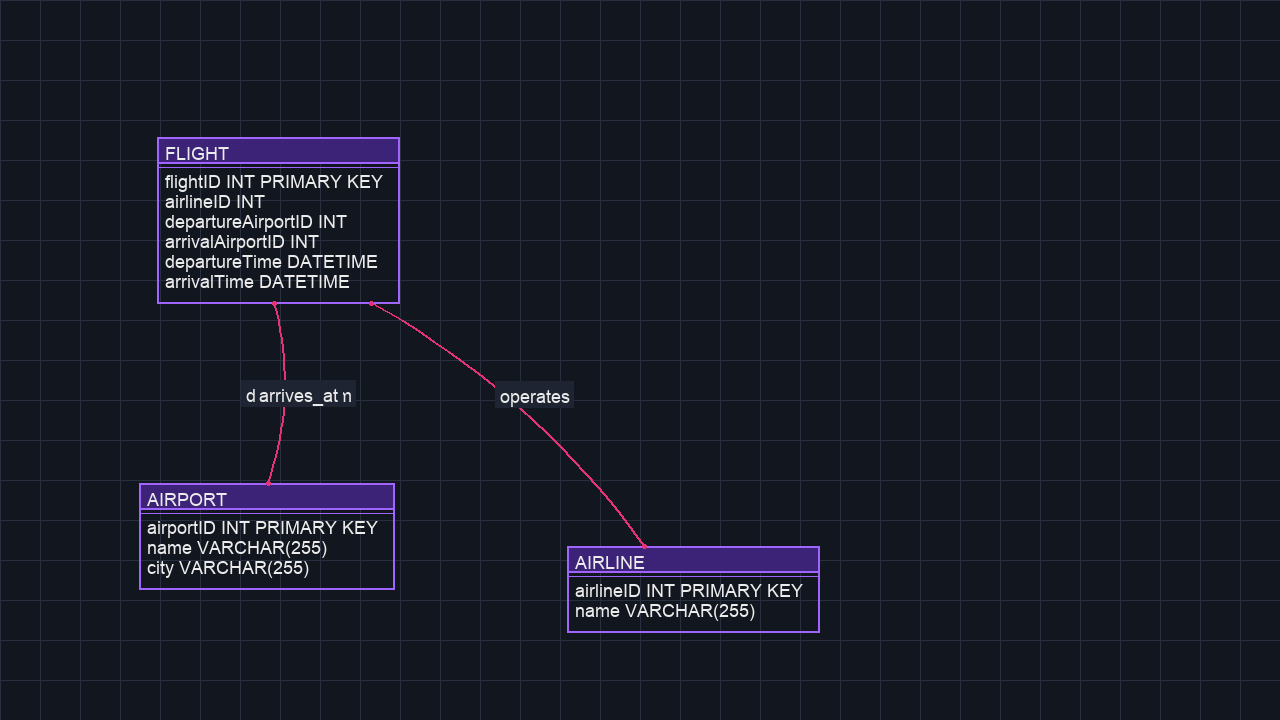 FLIGHT
flightID INT PRIMARY KEY
airlineID INT
departureAirportID INT
arrivalAirportID INT
departureTime DATETIME
arrivalTime DATETIME
arrives_at
operates
AIRPORT
airportID INT PRIMARY KEY
name VARCHAR(255)
city VARCHAR(255)
AIRLINE
airlineID INT PRIMARY KEY
name VARCHAR(255)